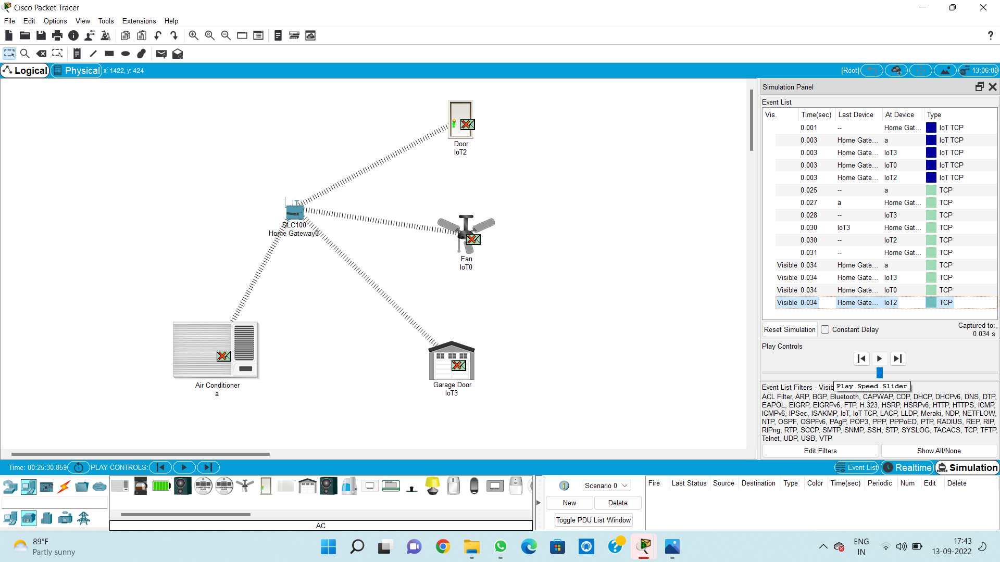 Cisco Packet Tracer
File Edit Options View Tools Extensions Help
Logical Physical x: 1422, y: 424 [Root] 13:06:00
Door
IoT2
DLC100
Home Gateway0
Fan
IoT0
Air Conditioner
a
Garage Door
IoT3
Simulation Panel
Event List
Vis. Time(sec) Last Device At Device Type
0.001 -- Home Gat... IoT TCP
0.003 Home Gate... a IoT TCP
0.003 Home Gate... IoT3 IoT TCP
0.003 Home Gate... IoT0 IoT TCP
0.003 Home Gate... IoT2 IoT TCP
0.025 -- a TCP
0.027 a Home Gat... TCP
0.028 -- IoT3 TCP
0.030 IoT3 Home Gat... TCP
0.030 -- IoT2 TCP
0.031 -- Home Gat... TCP
Visible 0.034 Home Gate... a TCP
Visible 0.034 Home Gate... IoT3 TCP
Visible 0.034 Home Gate... IoT0 TCP
Visible 0.034 Home Gate... IoT2 TCP
Reset Simulation Constant Delay Captured to:
0.034 s
Play Controls
Event List Filters - Visib
Play Speed Slider
ACL Filter, ARP, BGP, Bluetooth, CAPWAP, CDP, DHCP, DHCPv6, DNS, DTP,
EAPOL, EIGRP, EIGRPv6, FTP, H.323, HSRP, HSRPv6, HTTP, HTTPS, ICMP,
ICMPv6, IPSec, ISAKMP, IoT, IoT TCP, LACP, LLDP, Meraki, NDP, NETFLOW,
NTP, OSPF, OSPFv6, PAgP, POP3, PPP, PPPoED, PTP, RADIUS, REP, RIP,
RIPng, RTP, SCCP, SMTP, SNMP, SSH, STP, SYSLOG, TACACS, TCP, TFTP,
Telnet, UDP, USB, VTP
Edit Filters Show All/None
Time: 00:25:30.859 PLAY CONTROLS: Event List Realtime Simulation
Scenario 0
New Delete
Toggle PDU List Window
Fire Last Status Source Destination Type Color Time(sec) Periodic Num Edit Delete
AC
89°F
Partly sunny
ENG
IN
17:43
13-09-2022